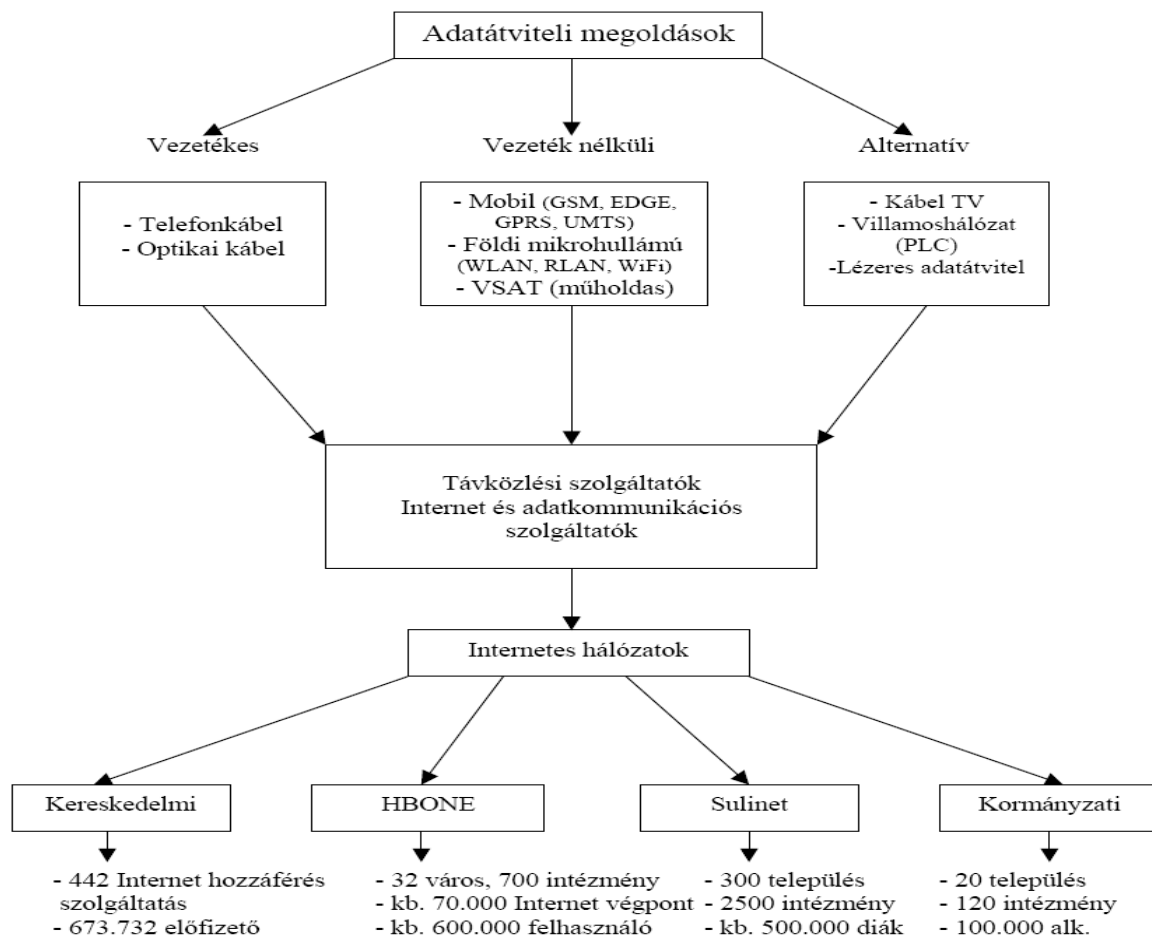 Adatátviteli megoldások
Vezetékes
Vezeték nélküli
Alternatív
- Telefonkábel
- Optikai kábel
- Mobil (GSM, EDGE,
GPRS, UMTS)
- Földi mikrohullámú
(WLAN, RLAN, WiFi)
- VSAT (műholdas)
- Kábel TV
- Villamoshálózat
(PLC)
-Lézeres adatátvitel
Távközlési szolgáltatók
Internet és adatkommunikációs
szolgáltatók
Internetes hálózatok
Kereskedelmi
HBONE
Sulinet
Kormányzati
- 442 Internet hozzáférés
szolgáltatás
- 673.732 előfizető
- 32 város, 700 intézmény
- kb. 70.000 Internet végpont
- kb. 600.000 felhasználó
- 300 település
- 2500 intézmény
- kb. 500.000 diák
- 20 település
- 120 intézmény
- 100.000 alk.